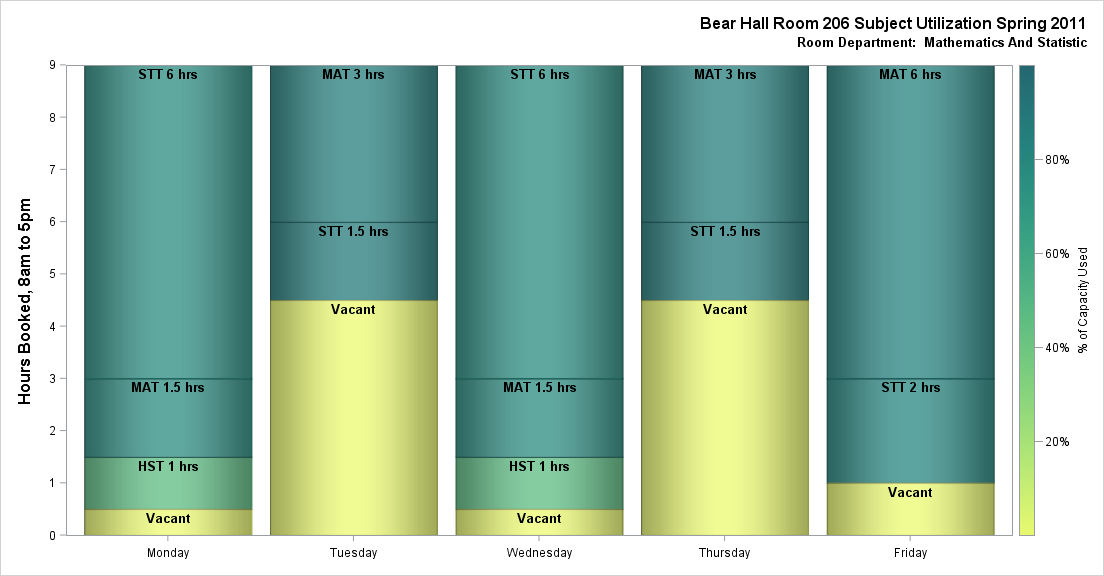 Bear Hall Room 206 Subject Utilization Spring 2011
Room Department:  Mathematics And Statistic
Hours Booked, 8am to 5pm
9
8
7
6
5
4
3
2
1
0
STT 6 hrs
MAT 1.5 hrs
HST 1 hrs
Vacant
MAT 3 hrs
STT 1.5 hrs
Vacant
STT 6 hrs
MAT 1.5 hrs
HST 1 hrs
Vacant
MAT 3 hrs
STT 1.5 hrs
Vacant
MAT 6 hrs
STT 2 hrs
Vacant
Monday
Tuesday
Wednesday
Thursday
Friday
80%
60%
40%
20%
% of Capacity Used